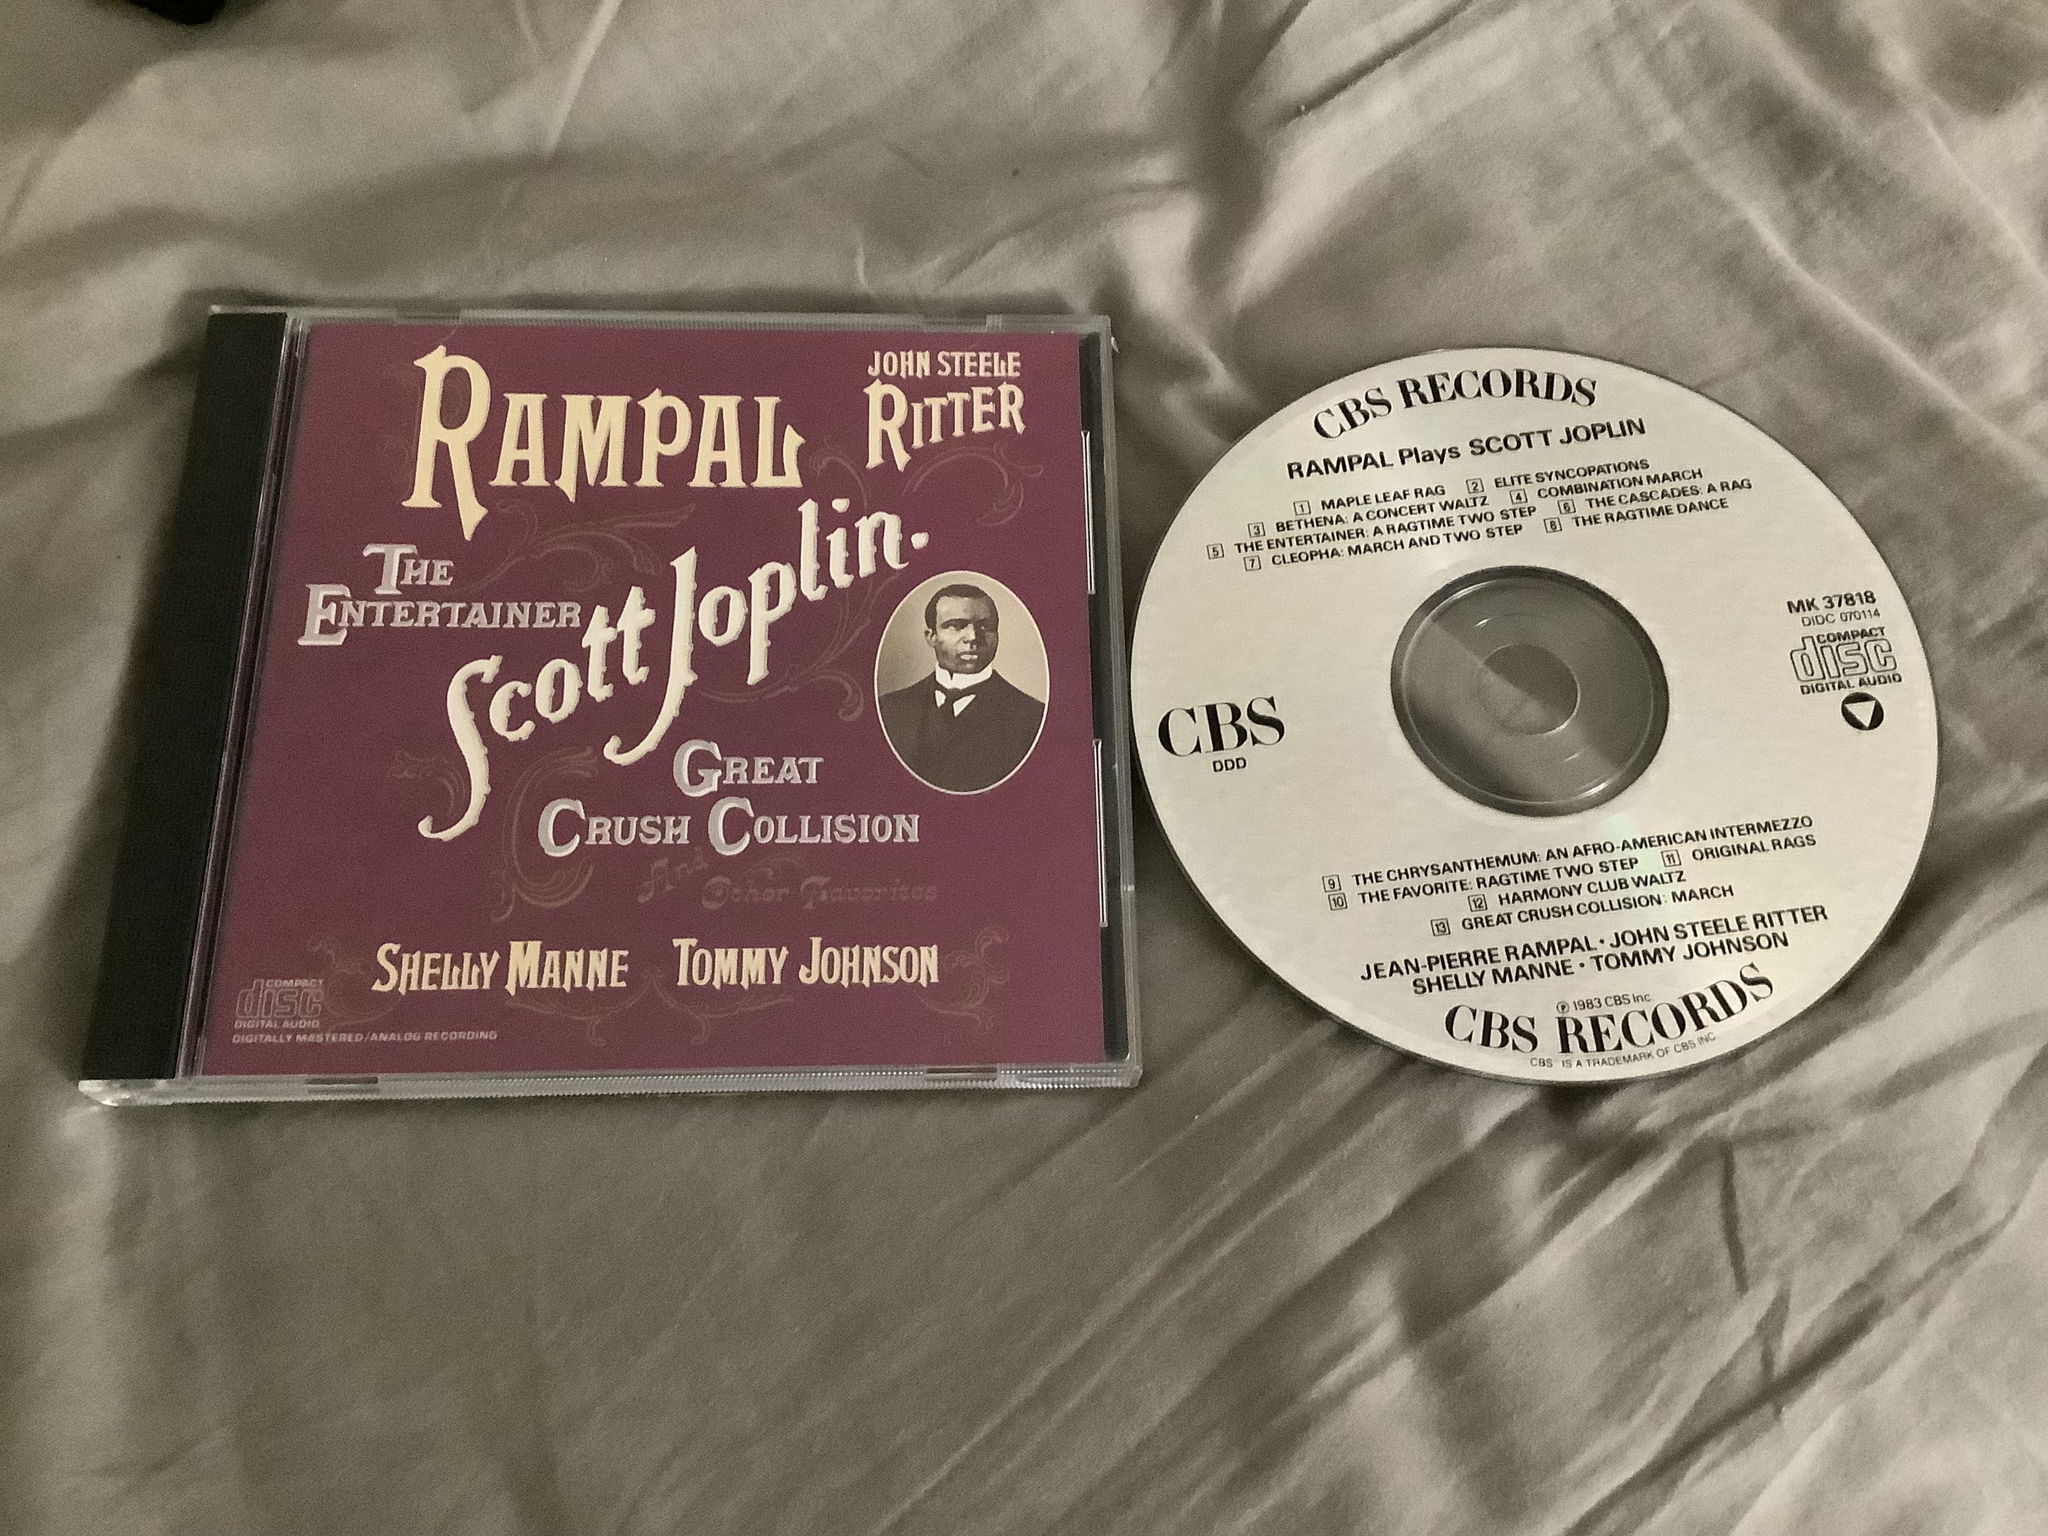 RAMPAL
JOHN STEELE
RITTER
THE
ENTERTAINER
Scott Joplin.
GREAT
CRUSH COLLISION
And
Other Favorites
SHELLY MANNE TOMMY JOHNSON
COMPACT
disc
DIGITAL AUDIO
DIGITALLY MASTERED/ANALOG RECORDING
CBS RECORDS
RAMPAL Plays SCOTT JOPLIN
1 MAPLE LEAF RAG 2 ELITE SYNCOPATIONS
3 BETHENA: A CONCERT WALTZ 4 COMBINATION MARCH
5 THE ENTERTAINER: A RAGTIME TWO STEP 6 THE CASCADES: A RAG
7 CLEOPHA: MARCH AND TWO STEP 8 THE RAGTIME DANCE
MK 37818
DIDC 070114
COMPACT
disc
DIGITAL AUDIO
CBS
DDD
9 THE CHRYSANTHEMUM: AN AFRO-AMERICAN INTERMEZZO
10 THE FAVORITE: RAGTIME TWO STEP 11 ORIGINAL RAGS
12 HARMONY CLUB WALTZ
13 GREAT CRUSH COLLISION: MARCH
JEAN-PIERRE RAMPAL • JOHN STEELE RITTER
SHELLY MANNE • TOMMY JOHNSON
℗ 1983 CBS Inc.
CBS RECORDS
CBS IS A TRADEMARK OF CBS INC